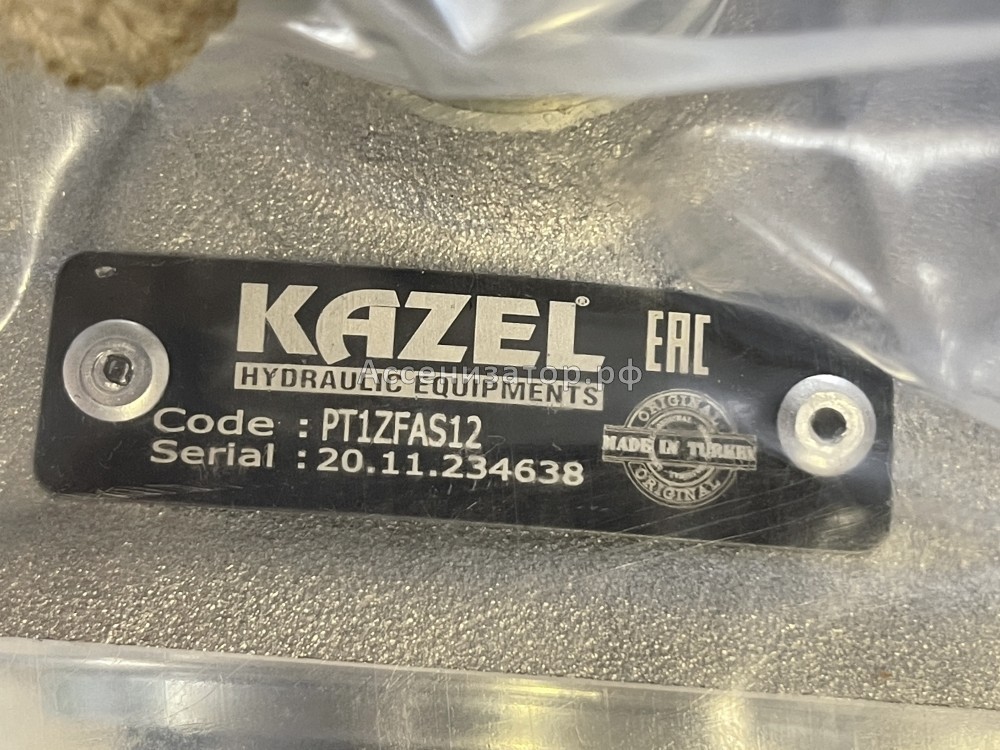 KAZEL®
EAC
HYDRAULIC EQUIPMENTS
Ассенизатор.рф
Code : PT1ZFAS12
Serial : 20.11.234638
ORIGINAL
MADE IN TURKEY
ORIGINAL